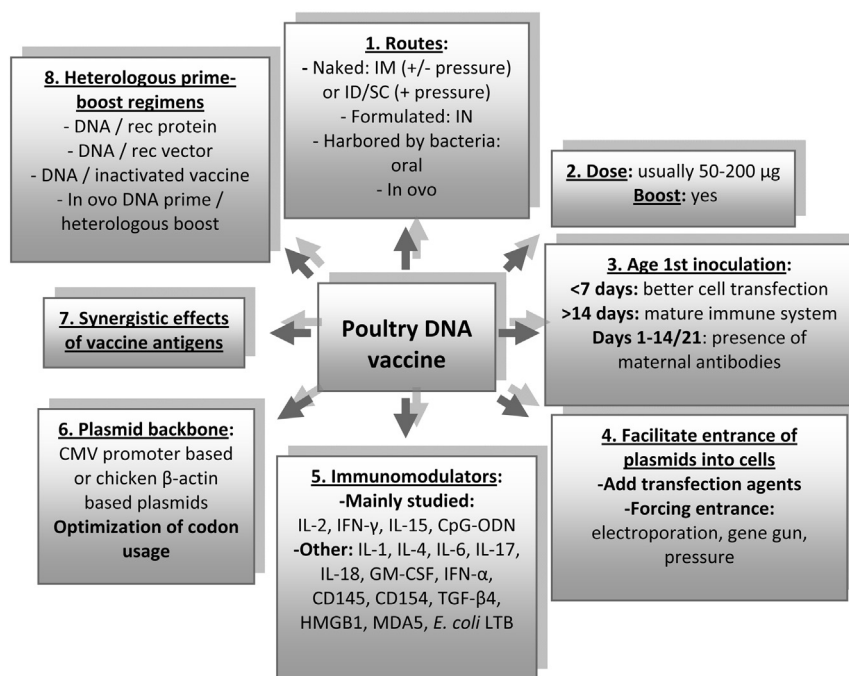 1. Routes:
- Naked: IM (+/- pressure)
or ID/SC (+ pressure)
- Formulated: IN
- Harbored by bacteria:
oral
- In ovo
2. Dose: usually 50-200 µg
Boost: yes
3. Age 1st inoculation:
<7 days: better cell transfection
>14 days: mature immune system
Days 1-14/21: presence of
maternal antibodies
4. Facilitate entrance of
plasmids into cells
-Add transfection agents
-Forcing entrance:
electroporation, gene gun,
pressure
5. Immunomodulators:
-Mainly studied:
IL-2, IFN-γ, IL-15, CpG-ODN
-Other: IL-1, IL-4, IL-6, IL-17,
IL-18, GM-CSF, IFN-α,
CD145, CD154, TGF-β4,
HMGB1, MDA5, E. coli LTB
6. Plasmid backbone:
CMV promoter based
or chicken β-actin
based plasmids
Optimization of codon
usage
7. Synergistic effects
of vaccine antigens
8. Heterologous prime-
boost regimens
- DNA / rec protein
- DNA / rec vector
- DNA / inactivated vaccine
- In ovo DNA prime /
heterologous boost
Poultry DNA
vaccine